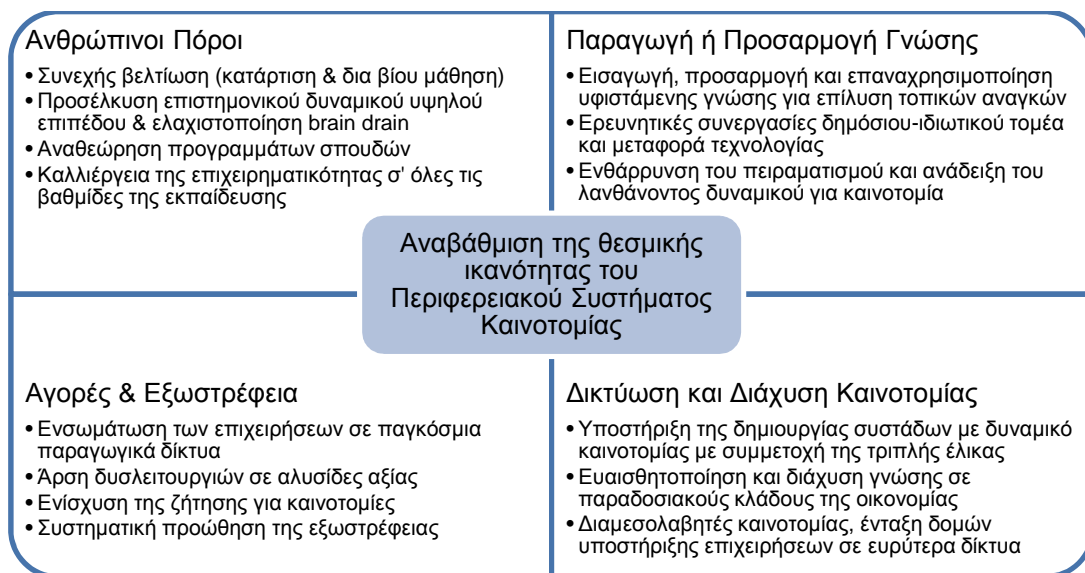 Ανθρώπινοι Πόροι
• Συνεχής βελτίωση (κατάρτιση & δια βίου μάθηση)
• Προσέλκυση επιστημονικού δυναμικού υψηλού
επιπέδου & ελαχιστοποίηση brain drain
• Αναθεώρηση προγραμμάτων σπουδών
• Καλλιέργεια της επιχειρηματικότητας σ' όλες τις
βαθμίδες της εκπαίδευσης
Παραγωγή ή Προσαρμογή Γνώσης
• Εισαγωγή, προσαρμογή και επαναχρησιμοποίηση
υφιστάμενης γνώσης για επίλυση τοπικών αναγκών
• Ερευνητικές συνεργασίες δημόσιου-ιδιωτικού τομέα
και μεταφορά τεχνολογίας
• Ενθάρρυνση του πειραματισμού και ανάδειξη του
λανθάνοντος δυναμικού για καινοτομία
Αναβάθμιση της θεσμικής
ικανότητας του
Περιφερειακού Συστήματος
Καινοτομίας
Αγορές & Εξωστρέφεια
• Ενσωμάτωση των επιχειρήσεων σε παγκόσμια
παραγωγικά δίκτυα
• Άρση δυσλειτουργιών σε αλυσίδες αξίας
• Ενίσχυση της ζήτησης για καινοτομίες
• Συστηματική προώθηση της εξωστρέφειας
Δικτύωση και Διάχυση Καινοτομίας
• Υποστήριξη της δημιουργίας συστάδων με δυναμικό
καινοτομίας με συμμετοχή της τριπλής έλικας
• Ευαισθητοποίηση και διάχυση γνώσης σε
παραδοσιακούς κλάδους της οικονομίας
• Διαμεσολαβητές καινοτομίας, ένταξη δομών
υποστήριξης επιχειρήσεων σε ευρύτερα δίκτυα